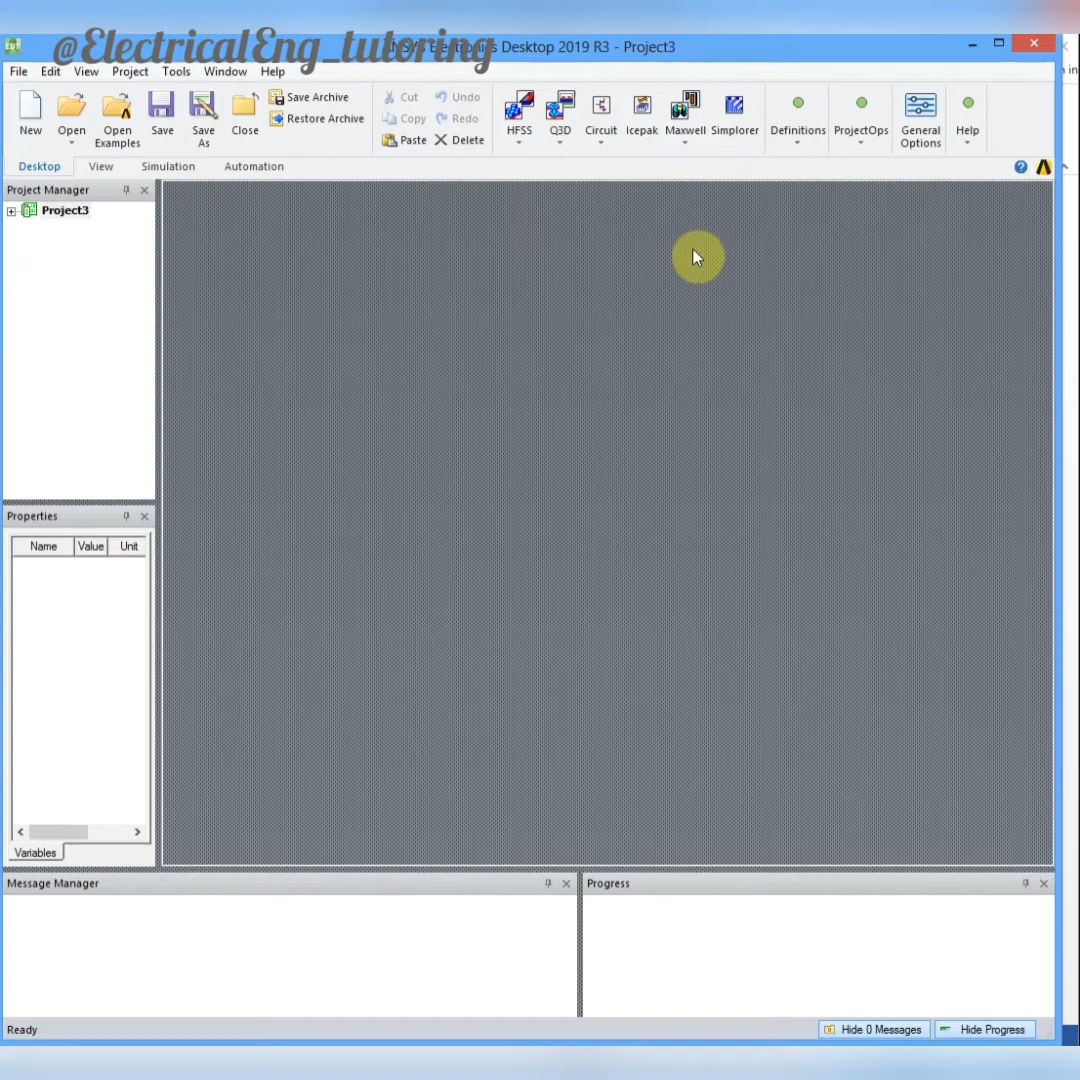 @ElectricalEng_tutoring
ANSYS Electronics Desktop 2019 R3 - Project3
File Edit View Project Tools Window Help
New
Open
Open Examples
Save
Save As
Close
Save Archive
Restore Archive
Cut
Copy
Paste
Undo
Redo
Delete
HFSS
Q3D
Circuit
Icepak
Maxwell
Simplorer
Definitions
ProjectOps
General Options
Help
Desktop View Simulation Automation
Project Manager
Project3
Properties
Name Value Unit
Variables
Message Manager
Progress
Ready
Hide 0 Messages
Hide Progress